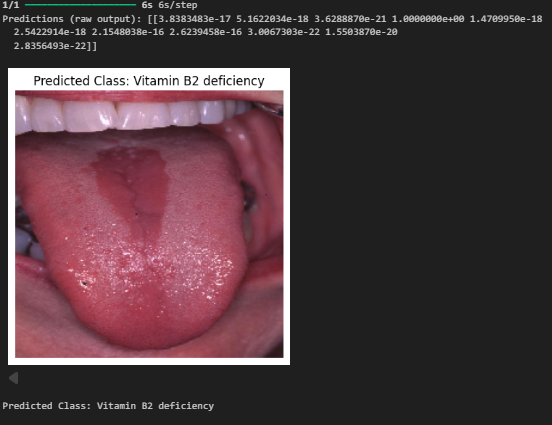 1/1 ━━━━━━━━━━━━━━━━━━━━ 6s 6s/step
Predictions (raw output): [[3.8383483e-17 5.1622034e-18 3.6288870e-21 1.0000000e+00 1.4709950e-18
2.5422914e-18 2.1548038e-16 2.6239458e-16 3.0067303e-22 1.5503870e-20
2.8356493e-22]]
Predicted Class: Vitamin B2 deficiency
Predicted Class: Vitamin B2 deficiency